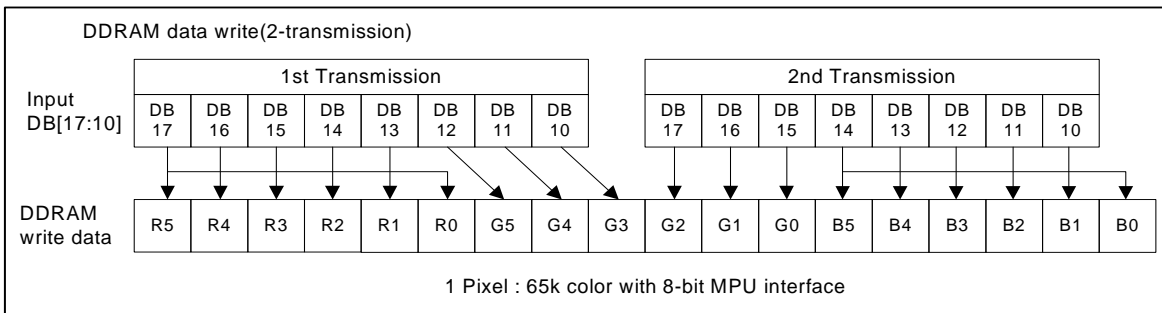 DDRAM data write(2-transmission)
1st Transmission 2nd Transmission
Input
DB[17:10]
DB DB DB DB DB DB DB DB DB DB DB DB DB DB DB DB
17 16 15 14 13 12 11 10 17 16 15 14 13 12 11 10
DDRAM
write data
R5 R4 R3 R2 R1 R0 G5 G4 G3 G2 G1 G0 B5 B4 B3 B2 B1 B0
1 Pixel : 65k color with 8-bit MPU interface